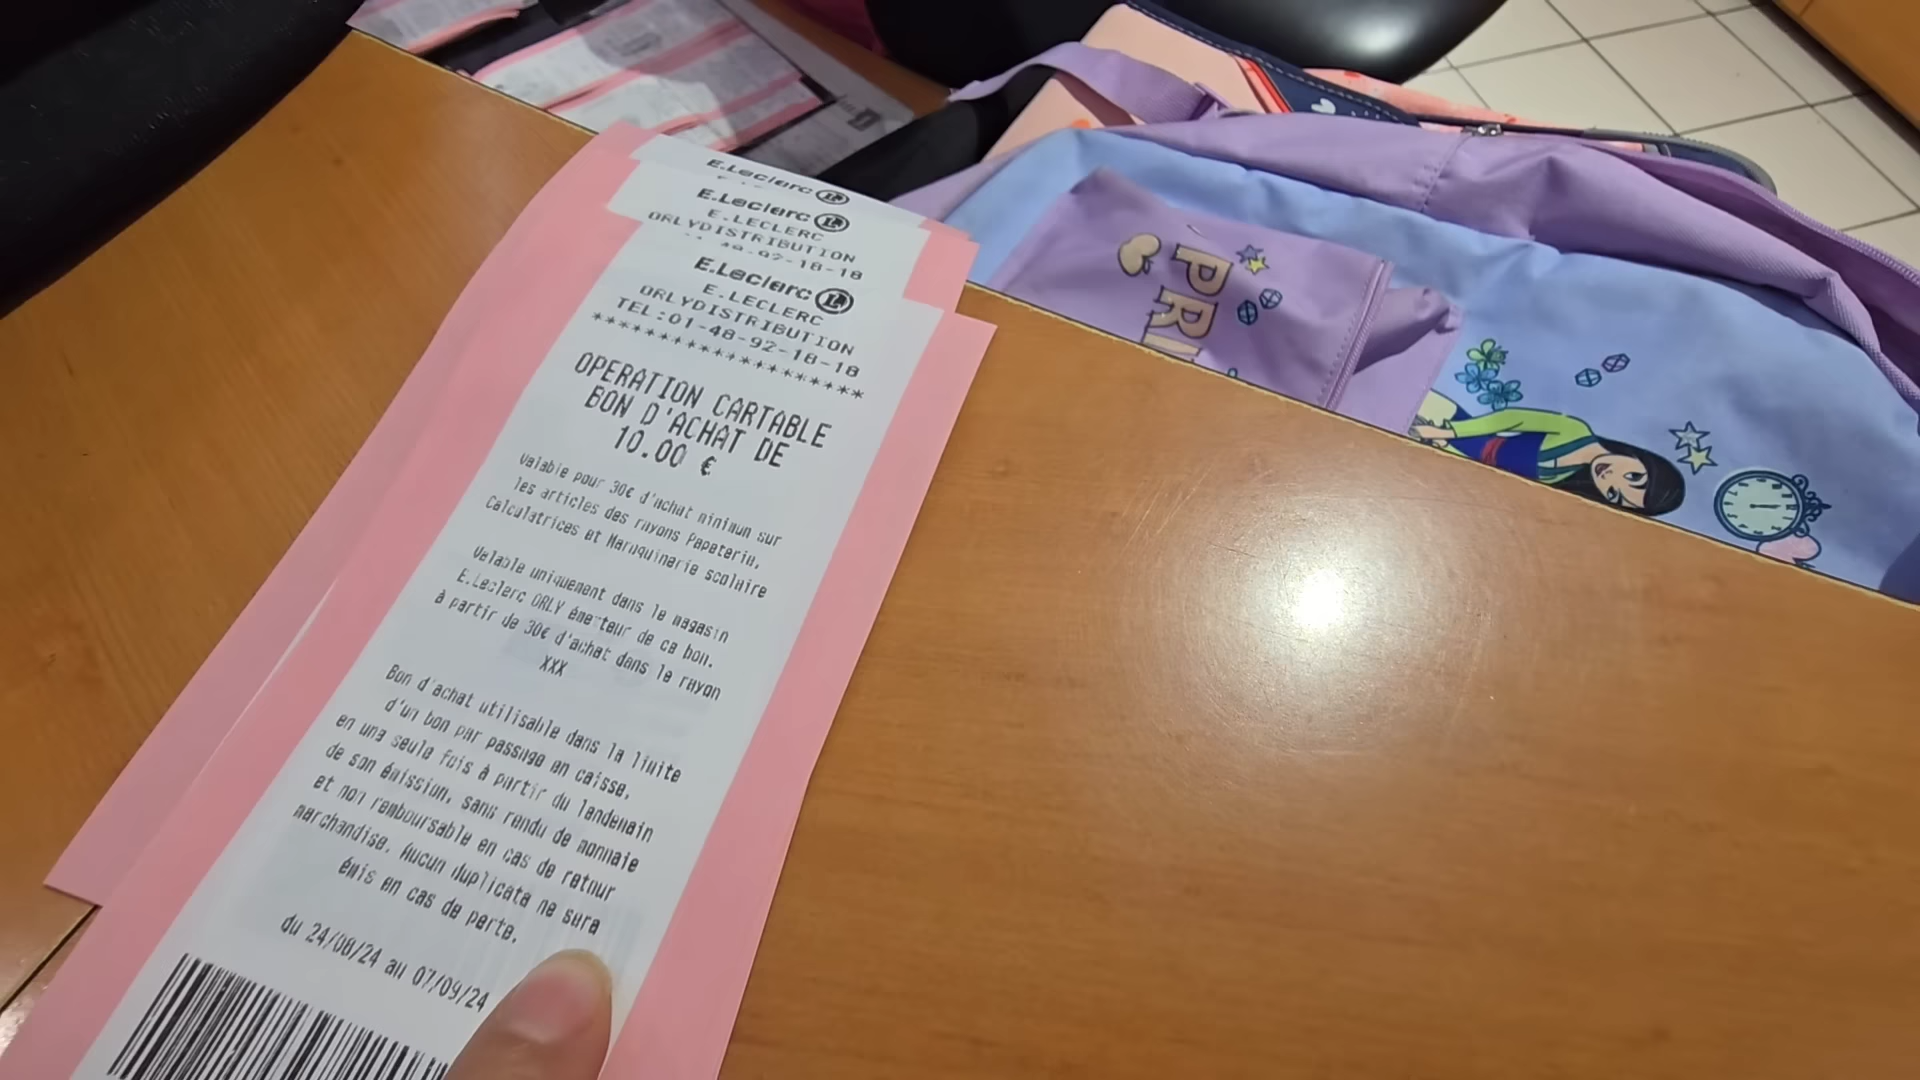 E.Leclerc L
E.Leclerc L
E.LECLERC
ORLYDISTRIBUTION
-92-18-18
E.Leclerc L
E.LECLERC
ORLYDISTRIBUTION
TEL:01-48-92-18-18
********************
OPERATION CARTABLE
BON D'ACHAT DE
10.00 €
Valable pour 30€ d'achat minimum sur
les articles des rayons Papeterie,
Calculatrices et Maroquinerie scolaire
Valable uniquement dans le magasin
E.Leclerc ORLY émetteur de ce bon.
à partir de 30€ d'achat dans le rayon
XXX
Bon d'achat utilisable dans la limite
d'un bon par passage en caisse,
en une seule fois à partir du lendemain
de son émission, sans rendu de monnaie
et non remboursable en cas de retour
marchandise. Aucun duplicata ne sera
émis en cas de perte.
du 24/08/24 au 07/09/24
PRI